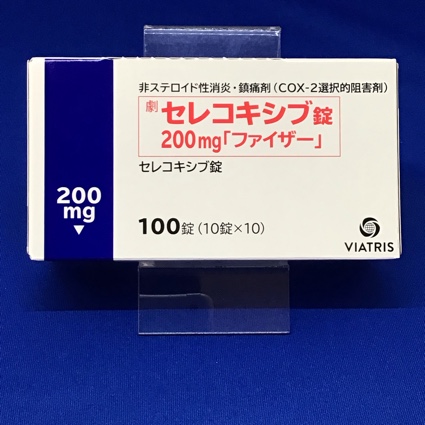 非ステロイド性消炎・鎮痛剤(COX-2選択的阻害剤)
劇 セレコキシブ錠
200mg「ファイザー」
セレコキシブ錠
200
mg
100錠(10錠×10)
VIATRIS